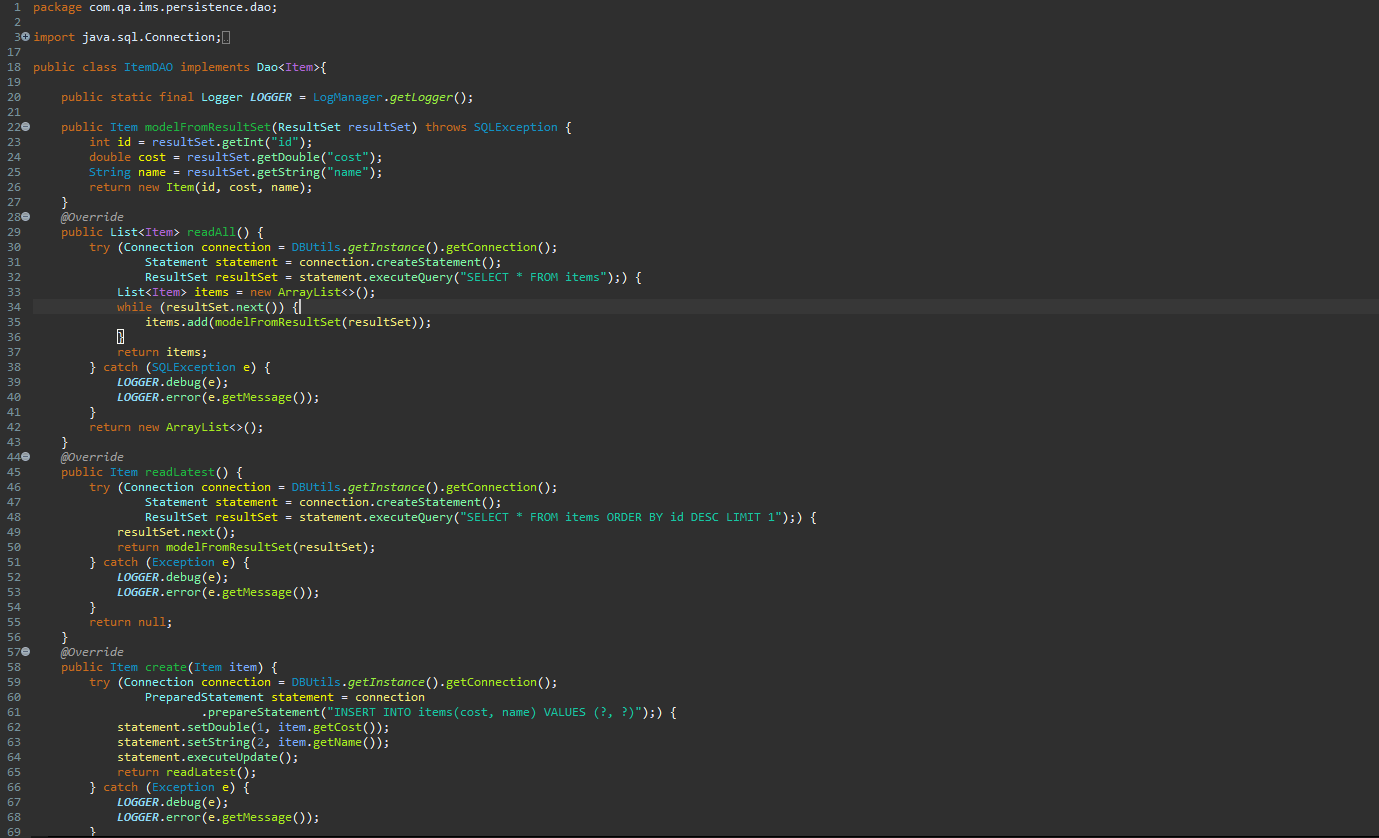 1 package com.qa.ims.persistence.dao;
2
3 import java.sql.Connection;
17
18 public class ItemDAO implements Dao<Item>{
19
20     public static final Logger LOGGER = LogManager.getLogger();
21
22     public Item modelFromResultSet(ResultSet resultSet) throws SQLException {
23         int id = resultSet.getInt("id");
24         double cost = resultSet.getDouble("cost");
25         String name = resultSet.getString("name");
26         return new Item(id, cost, name);
27     }
28     @Override
29     public List<Item> readAll() {
30         try (Connection connection = DBUtils.getInstance().getConnection();
31                 Statement statement = connection.createStatement();
32                 ResultSet resultSet = statement.executeQuery("SELECT * FROM items");) {
33             List<Item> items = new ArrayList<>();
34             while (resultSet.next()) {
35                 items.add(modelFromResultSet(resultSet));
36             }
37             return items;
38         } catch (SQLException e) {
39             LOGGER.debug(e);
40             LOGGER.error(e.getMessage());
41         }
42         return new ArrayList<>();
43     }
44     @Override
45     public Item readLatest() {
46         try (Connection connection = DBUtils.getInstance().getConnection();
47                 Statement statement = connection.createStatement();
48                 ResultSet resultSet = statement.executeQuery("SELECT * FROM items ORDER BY id DESC LIMIT 1");) {
49             resultSet.next();
50             return modelFromResultSet(resultSet);
51         } catch (Exception e) {
52             LOGGER.debug(e);
53             LOGGER.error(e.getMessage());
54         }
55         return null;
56     }
57     @Override
58     public Item create(Item item) {
59         try (Connection connection = DBUtils.getInstance().getConnection();
60                 PreparedStatement statement = connection
61                         .prepareStatement("INSERT INTO items(cost, name) VALUES (?, ?)");) {
62             statement.setDouble(1, item.getCost());
63             statement.setString(2, item.getName());
64             statement.executeUpdate();
65             return readLatest();
66         } catch (Exception e) {
67             LOGGER.debug(e);
68             LOGGER.error(e.getMessage());
69         }